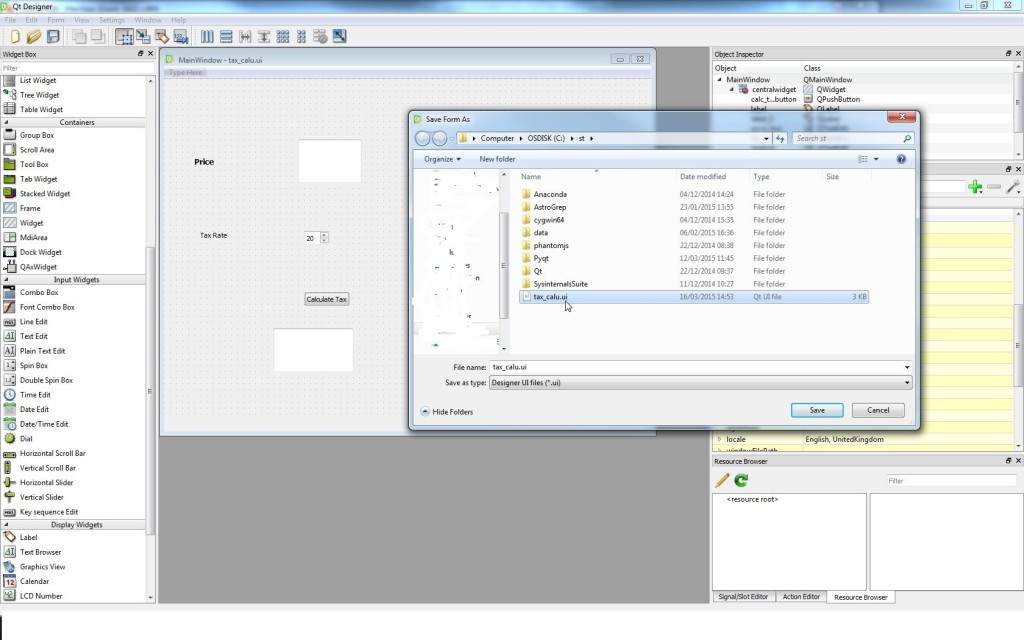 Qt Designer
File Edit Form View Settings Window Help
Widget Box
Filter
List Widget
Tree Widget
Table Widget
Containers
Group Box
Scroll Area
Tool Box
Tab Widget
Stacked Widget
Frame
Widget
MdiArea
Dock Widget
QAxWidget
Input Widgets
Combo Box
Font Combo Box
Line Edit
Text Edit
Plain Text Edit
Spin Box
Double Spin Box
Time Edit
Date Edit
Date/Time Edit
Dial
Horizontal Scroll Bar
Vertical Scroll Bar
Horizontal Slider
Vertical Slider
Key sequence Edit
Display Widgets
Label
Text Browser
Graphics View
Calendar
LCD Number
MainWindow - tax_calu.ui
Type Here
Price
Tax Rate
20
Calculate Tax
Save Form As
Computer OSDISK (C:) st
Search st
Organize New folder
Name Date modified Type Size
Anaconda 04/12/2014 14:24 File folder
AstroGrep 23/01/2015 13:55 File folder
cygwin64 04/12/2014 15:35 File folder
data 06/02/2015 16:36 File folder
phantomjs 22/12/2014 08:38 File folder
Pyqt 12/03/2015 11:45 File folder
Qt 22/12/2014 09:37 File folder
SysinternalsSuite 11/12/2014 10:27 File folder
tax_calu.ui 16/03/2015 14:53 Qt UI file 3 KB
File name: tax_calu.ui
Save as type: Designer UI files (*.ui)
Hide Folders
Save Cancel
Object Inspector
Object Class
MainWindow QMainWindow
centralwidget QWidget
calc_t...button QPushButton
label QLabel
locale English, UnitedKingdom
windowFilePath
Resource Browser
Filter
<resource root>
Signal/Slot Editor Action Editor Resource Browser